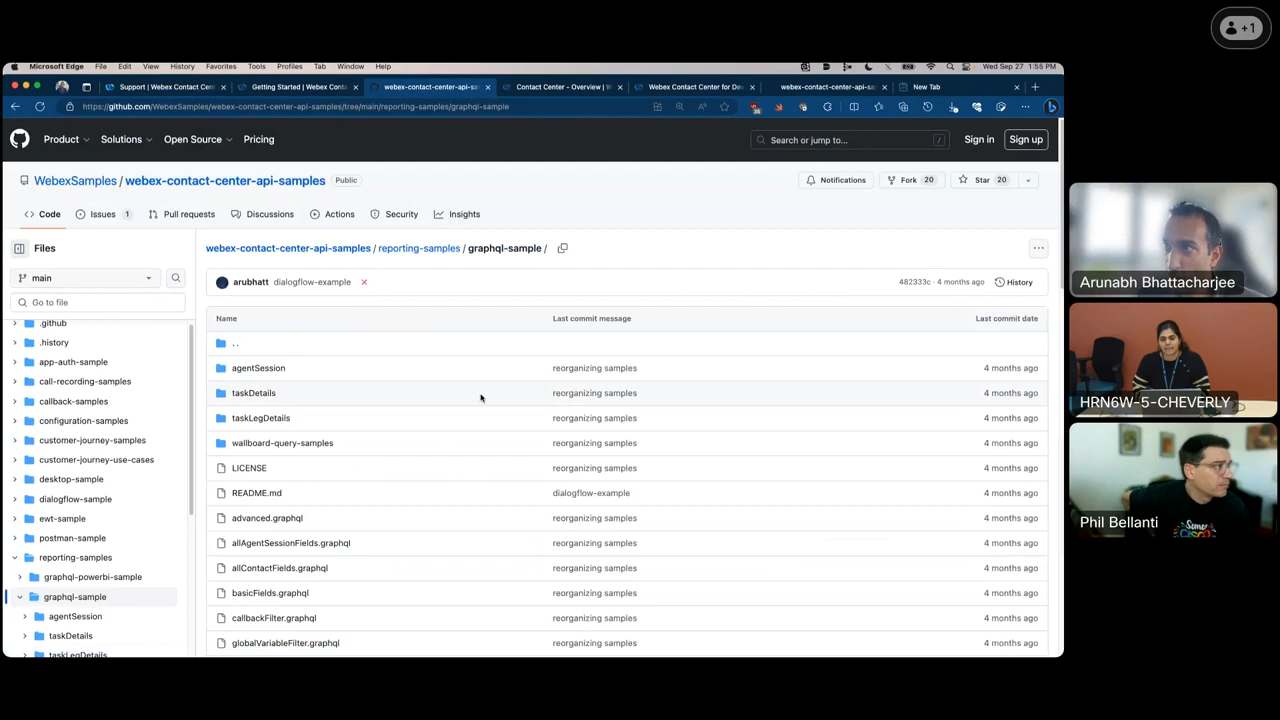 +1
Microsoft Edge File Edit View History Favorites Tools Profiles Tab Window Help Wed Sep 27 1:55 PM
Support | Webex Contact Cen Getting Started | Webex Conta webex-contact-center-api-sam Contact Center - Overview | W Webex Contact Center for De webex-contact-center-api-sa New Tab
https://github.com/WebexSamples/webex-contact-center-api-samples/tree/main/reporting-samples/graphql-sample
Product Solutions Open Source Pricing Search or jump to... / Sign in Sign up
WebexSamples / webex-contact-center-api-samples Public Notifications Fork 20 Star 20
Code Issues 1 Pull requests Discussions Actions Security Insights
Files
main
Go to file
.github
.history
app-auth-sample
call-recording-samples
callback-samples
configuration-samples
customer-journey-samples
customer-journey-use-cases
desktop-sample
dialogflow-sample
ewt-sample
postman-sample
reporting-samples
graphql-powerbi-sample
graphql-sample
agentSession
taskDetails
taskLegDetails
webex-contact-center-api-samples / reporting-samples / graphql-sample /
arubhatt dialogflow-example 482333c · 4 months ago History
Name Last commit message Last commit date
..
agentSession reorganizing samples 4 months ago
taskDetails reorganizing samples 4 months ago
taskLegDetails reorganizing samples 4 months ago
wallboard-query-samples reorganizing samples 4 months ago
LICENSE reorganizing samples 4 months ago
README.md dialogflow-example 4 months ago
advanced.graphql reorganizing samples 4 months ago
allAgentSessionFields.graphql reorganizing samples 4 months ago
allContactFields.graphql reorganizing samples 4 months ago
basicFields.graphql reorganizing samples 4 months ago
callbackFilter.graphql reorganizing samples 4 months ago
globalVariableFilter.graphql reorganizing samples 4 months ago
Arunabh Bhattacharjee
HRN6W-5-CHEVERLY
Phil Bellanti